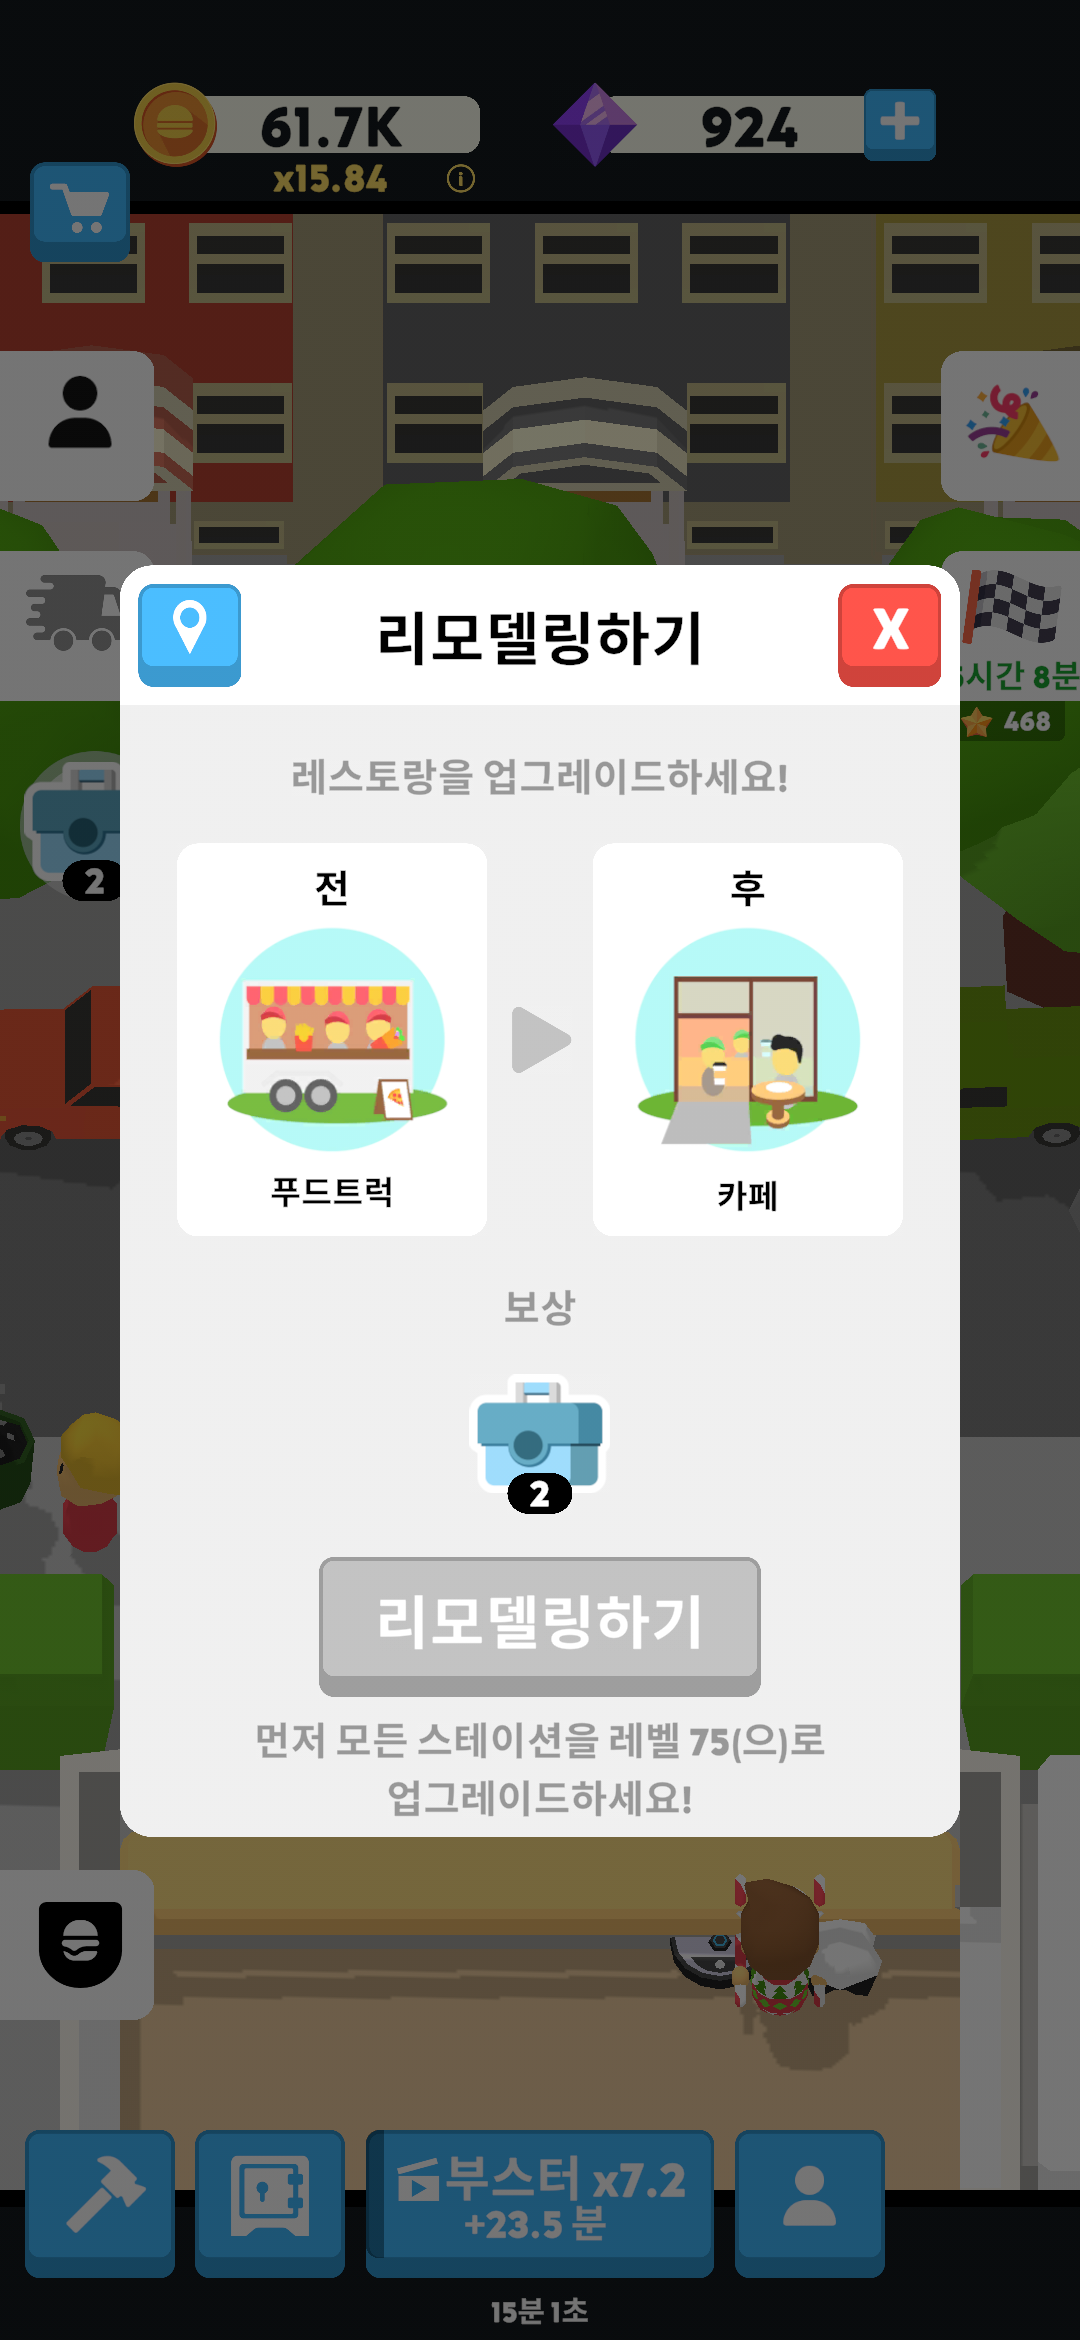 61.7K
924
x15.84
리모델링하기
X
시간 8분
468
레스토랑을 업그레이드하세요!
2
전
후
푸드트럭
카페
보상
2
리모델링하기
먼저 모든 스테이션을 레벨 75(으)로
업그레이드하세요!
부스터 x7.2
+23.5 분
15분 1초